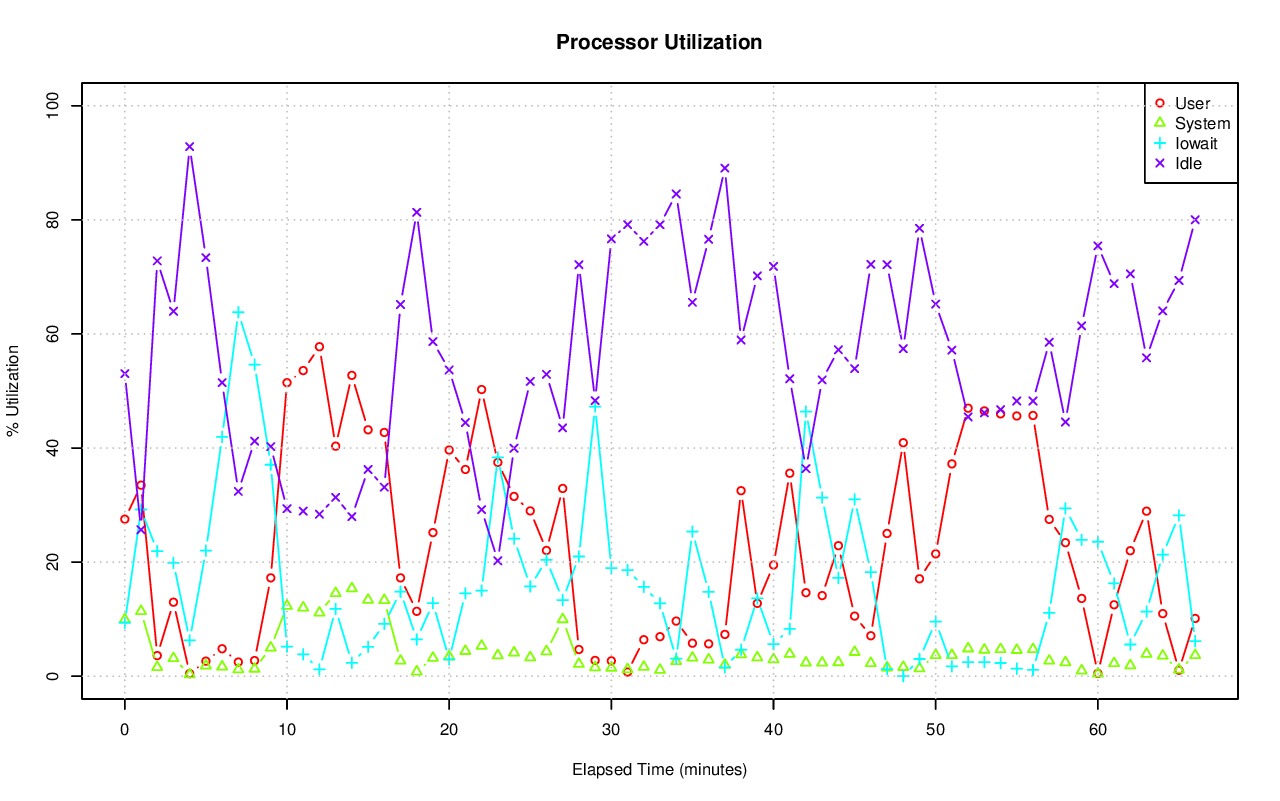 Processor Utilization
% Utilization
100
80
60
40
20
0
User
System
Iowait
Idle
0 10 20 30 40 50 60
Elapsed Time (minutes)